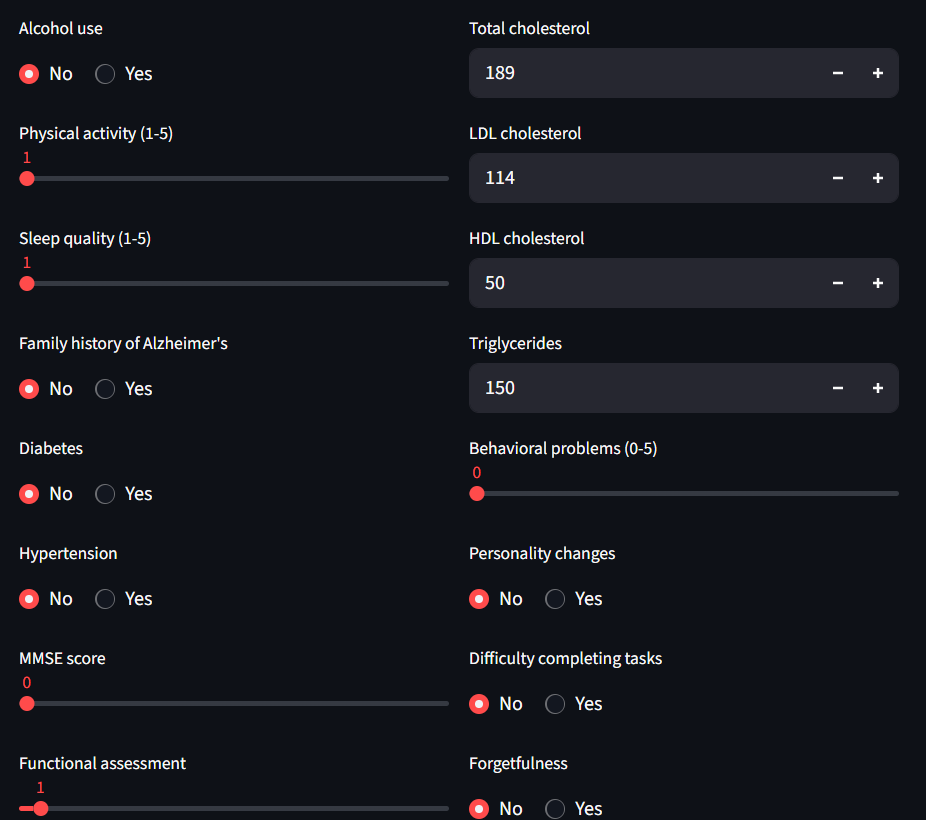 Alcohol use
No Yes
Physical activity (1-5)
1
Sleep quality (1-5)
1
Family history of Alzheimer's
No Yes
Diabetes
No Yes
Hypertension
No Yes
MMSE score
0
Functional assessment
1
Total cholesterol
189 − +
LDL cholesterol
114 − +
HDL cholesterol
50 − +
Triglycerides
150 − +
Behavioral problems (0-5)
0
Personality changes
No Yes
Difficulty completing tasks
No Yes
Forgetfulness
No Yes